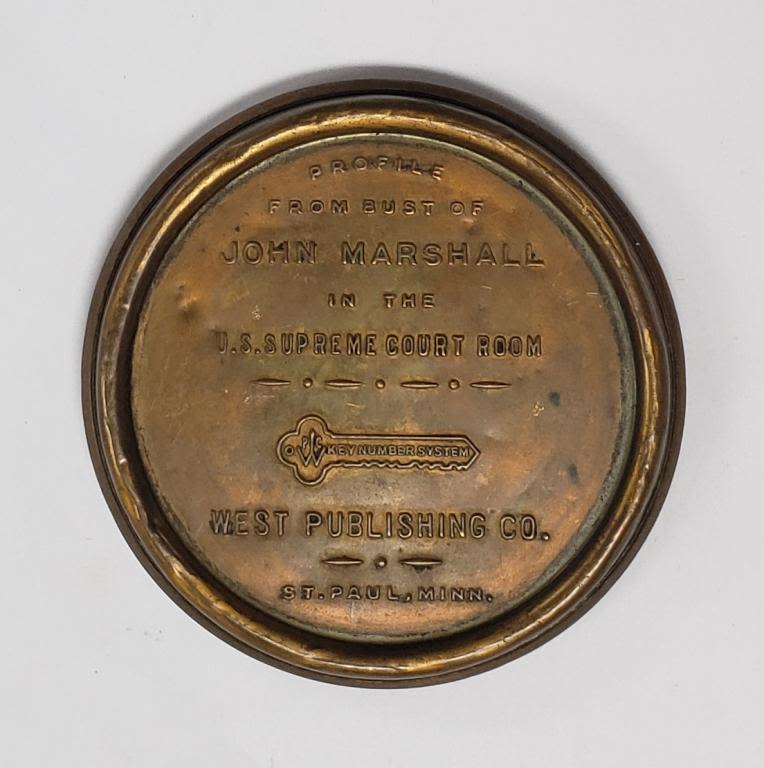 PROFILE
FROM BUST OF
JOHN MARSHALL
IN THE
U.S. SUPREME COURT ROOM
KEY NUMBER SYSTEM
WEST PUBLISHING CO.
ST. PAUL, MINN.